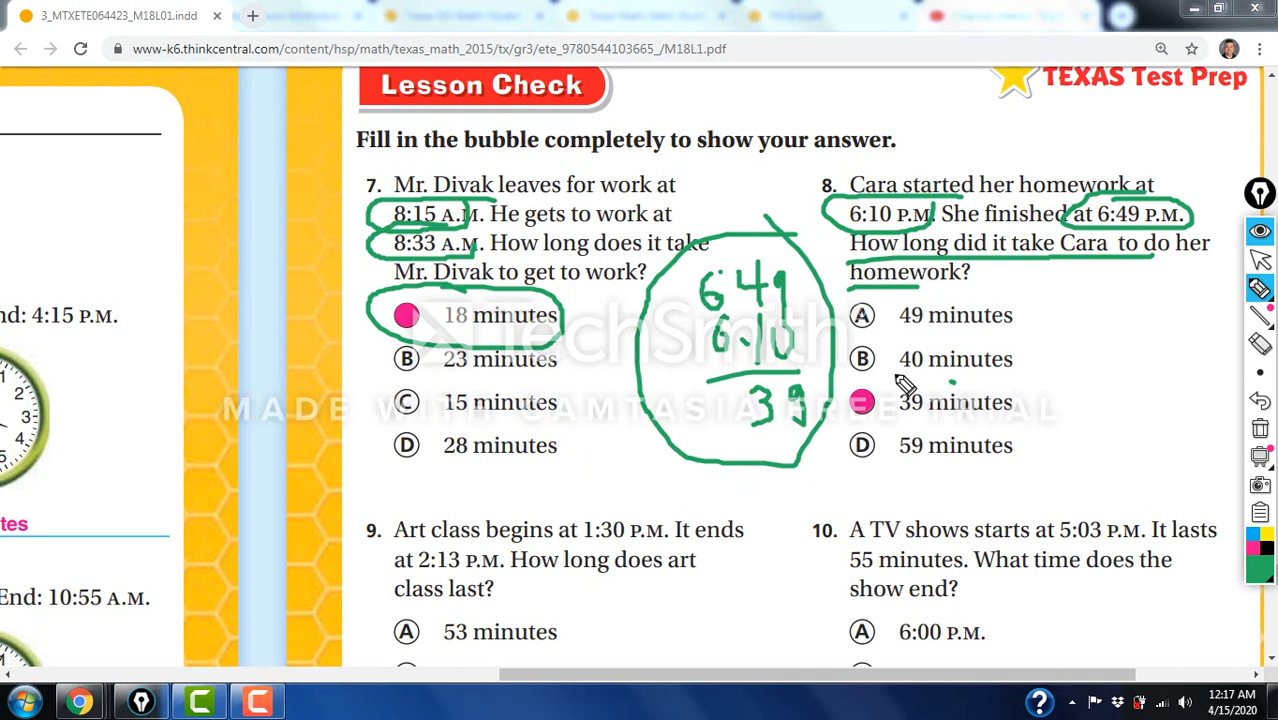 3_MTXETE064423_M18L01.indd
www-k6.thinkcentral.com/content/hsp/math/texas_math_2015/tx/gr3/ete_9780544103665_/M18L1.pdf
Lesson Check
TEXAS Test Prep
Fill in the bubble completely to show your answer.
7. Mr. Divak leaves for work at
8:15 A.M. He gets to work at
8:33 A.M. How long does it take
Mr. Divak to get to work?
18 minutes
B 23 minutes
C 15 minutes
D 28 minutes
8. Cara started her homework at
6:10 P.M. She finished at 6:49 P.M.
How long did it take Cara to do her
homework?
A 49 minutes
B 40 minutes
39 minutes
D 59 minutes
6:49
6:10
39
9. Art class begins at 1:30 P.M. It ends
at 2:13 P.M. How long does art
class last?
A 53 minutes
10. A TV shows starts at 5:03 P.M. It lasts
55 minutes. What time does the
show end?
A 6:00 P.M.
nd: 4:15 P.M.
1
2
3
4
5
tes
End: 10:55 A.M.
TechSmith
MADE WITH CAMTASIA FREE TRIAL
12:17 AM
4/15/2020